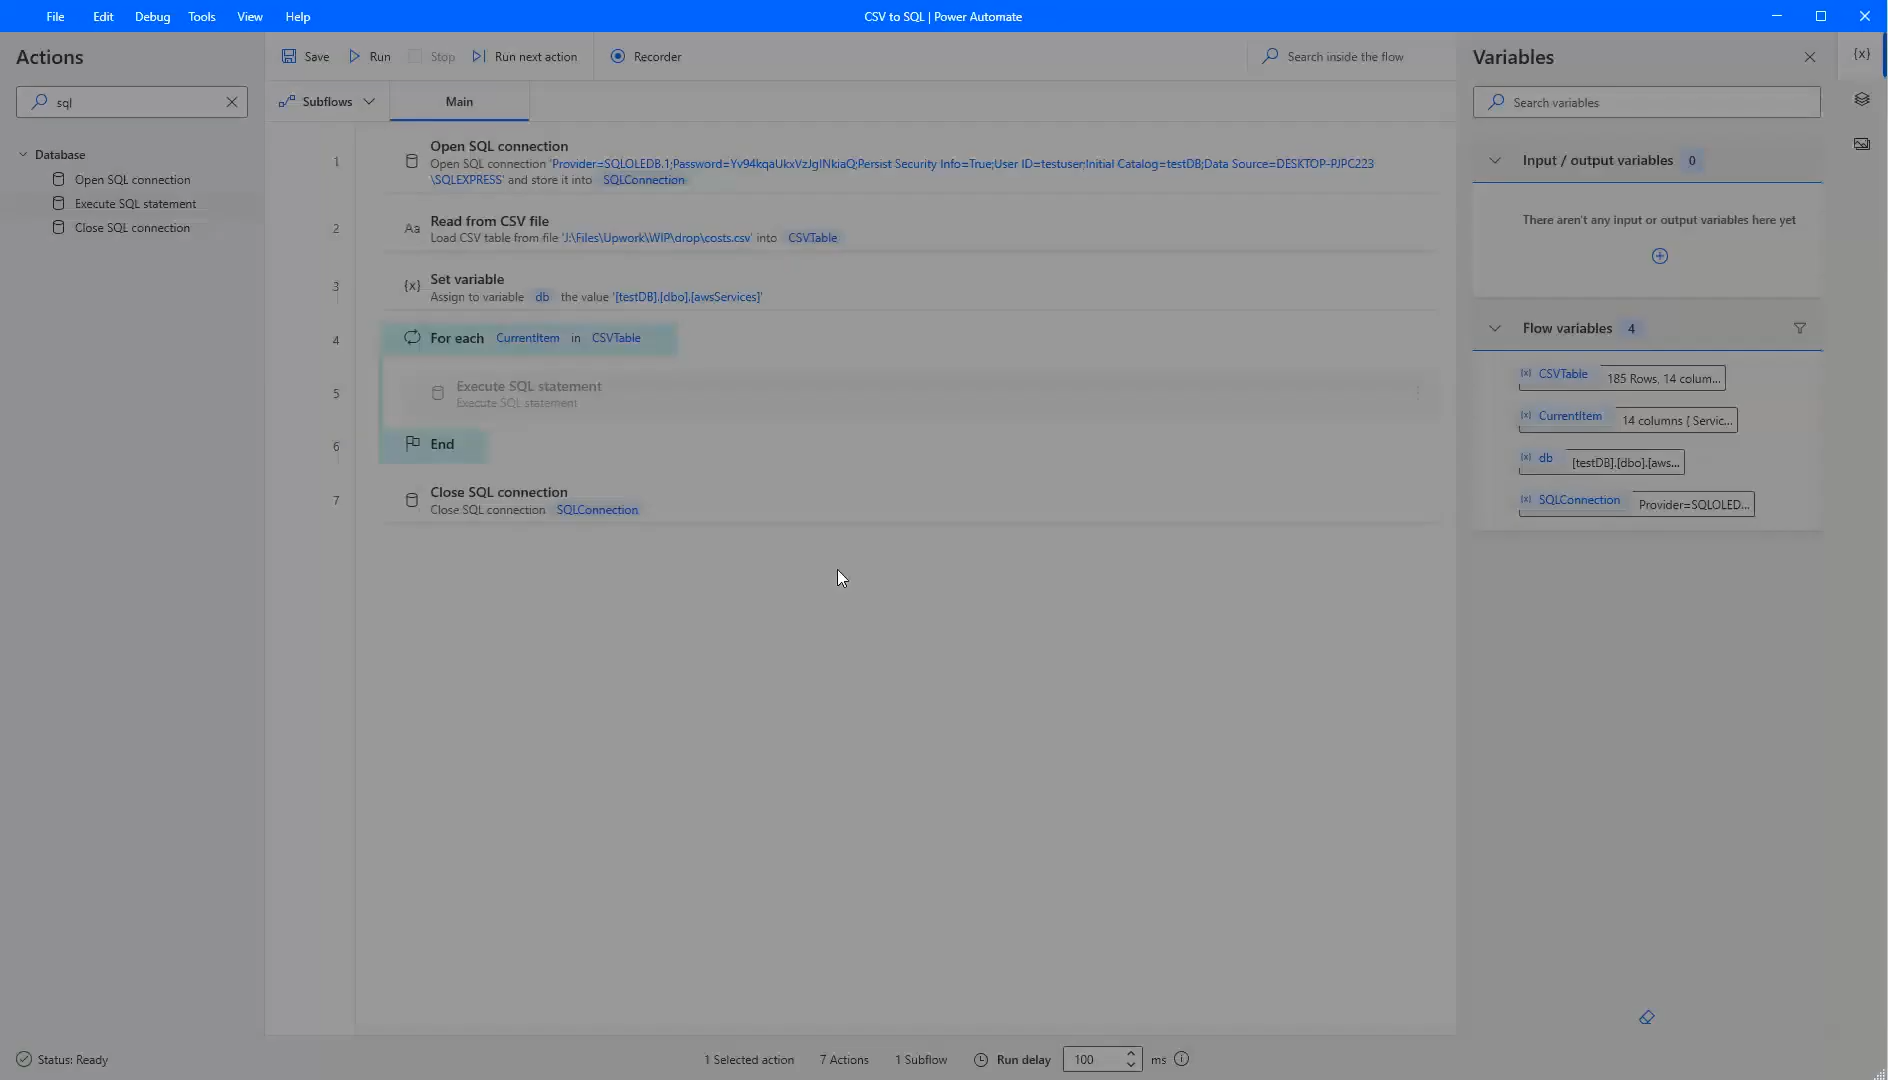 File Edit Debug Tools View Help
CSV to SQL | Power Automate
Actions
sql
Database
Open SQL connection
Execute SQL statement
Close SQL connection
Save Run Stop Run next action Recorder Search inside the flow
Subflows Main
1
Open SQL connection
Open SQL connection 'Provider=SQLOLEDB.1;Password=Yv94kqaUkxVzJgINkiaQ;Persist Security Info=True;User ID=testuser;Initial Catalog=testDB;Data Source=DESKTOP-PJPC223
\SQLEXPRESS' and store it into SQLConnection
2
Aa Read from CSV file
Load CSV table from file 'J:\Files\Upwork\WIP\drop\costs.csv' into CSVTable
3
{x} Set variable
Assign to variable db the value '[testDB].[dbo].[awsServices]'
4
For each CurrentItem in CSVTable
5
Execute SQL statement
Execute SQL statement
6
End
7
Close SQL connection
Close SQL connection SQLConnection
Variables
{x}
Search variables
Input / output variables 0
There aren't any input or output variables here yet
Flow variables 4
{x} CSVTable 185 Rows, 14 colum...
{x} CurrentItem 14 columns { Servic...
{x} db [testDB].[dbo].[aws...
{x} SQLConnection Provider=SQLOLED...
Status: Ready
1 Selected action 7 Actions 1 Subflow Run delay 100 ms